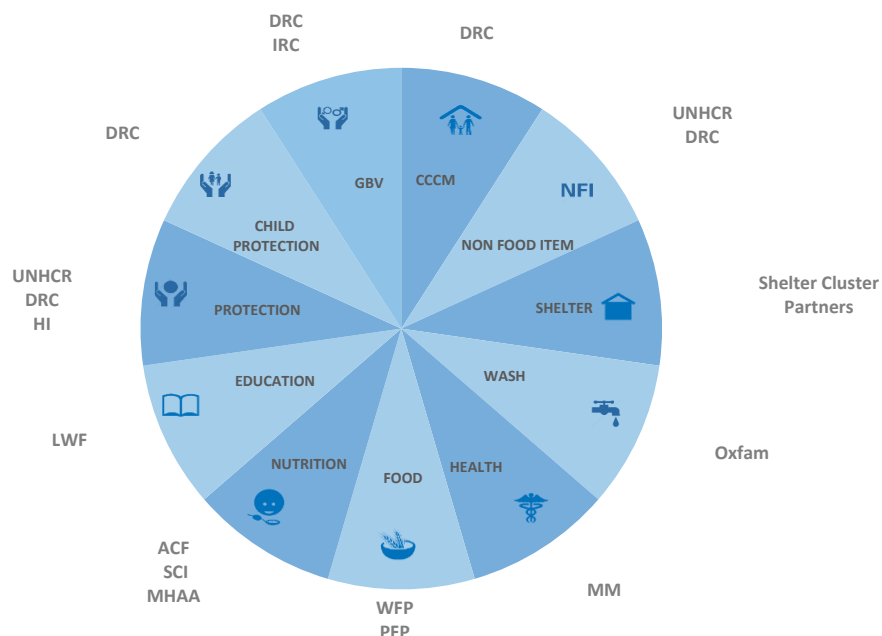 DRC
IRC
DRC
UNHCR
DRC
DRC
GBV
CCCM
NFI
CHILD
PROTECTION
NON FOOD ITEM
UNHCR
DRC
HI
PROTECTION
SHELTER
Shelter Cluster
Partners
EDUCATION
WASH
LWF
Oxfam
NUTRITION
FOOD
HEALTH
ACF
SCI
MHAA
WFP
MM